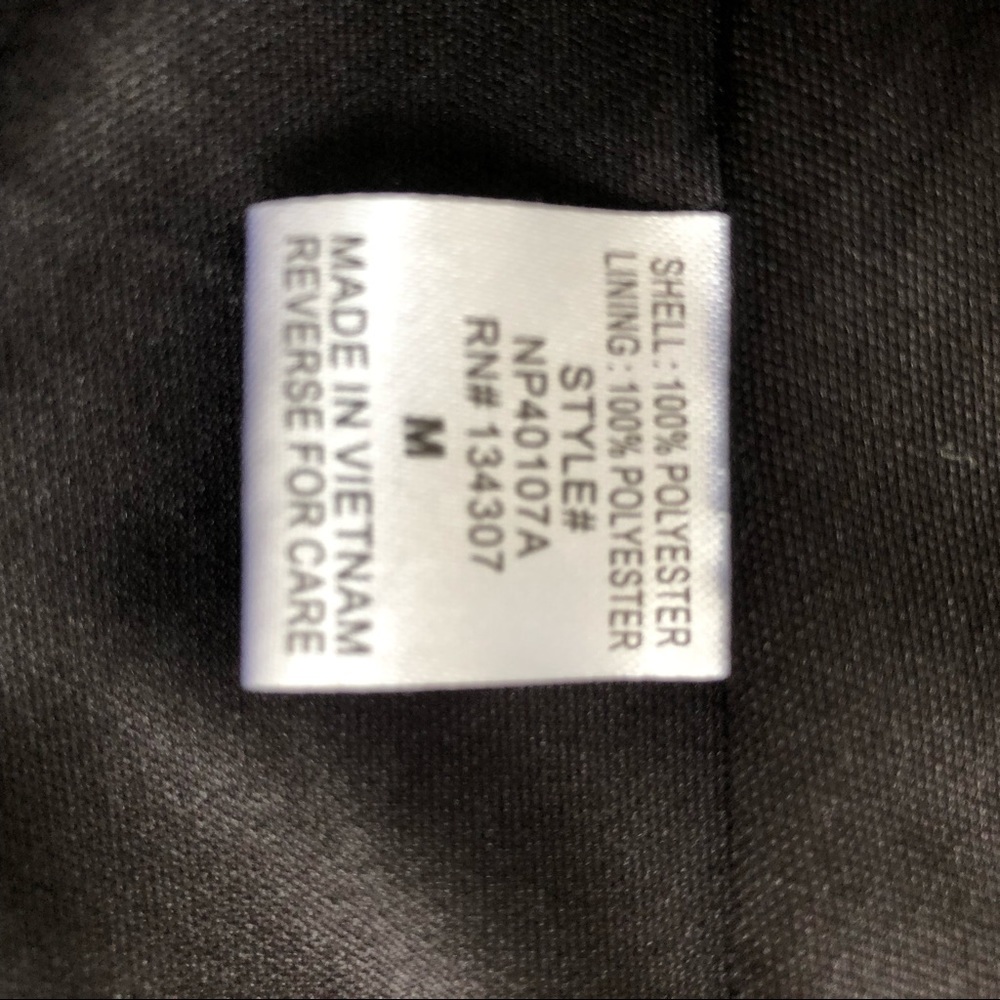 SHELL : 100% POLYESTER
LINING : 100% POLYESTER
STYLE#
NP40107A
RN# 134307
M
MADE IN VIETNAM
REVERSE FOR CARE